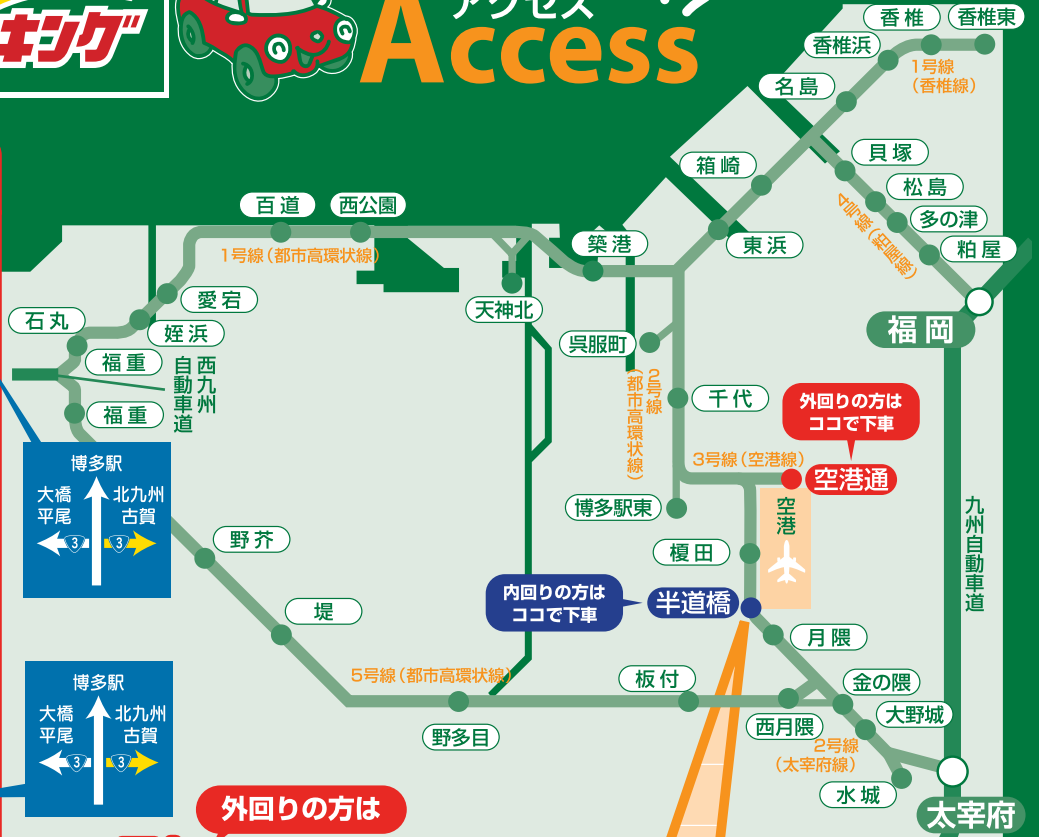 キング
アクセス
Access
香椎
香椎東
香椎浜
1号線
（香椎線）
名島
貝塚
箱崎
松島
4号線（粕屋線）
多の津
百道
西公園
築港
東浜
粕屋
1号線（都市高環状線）
愛宕
天神北
石丸
姪浜
福岡
呉服町
福重
西九州
自動車道
2号線
（都市高環状線）
千代
外回りの方は
ココで下車
福重
3号線（空港線）
空港通
博多駅
大橋
平尾
北九州
古賀
3
3
博多駅東
空港
九州自動車道
野芥
榎田
内回りの方は
ココで下車
半道橋
堤
月隈
5号線（都市高環状線）
板付
金の隈
博多駅
大橋
平尾
北九州
古賀
3
3
野多目
西月隈
大野城
2号線
（太宰府線）
水城
太宰府
外回りの方は